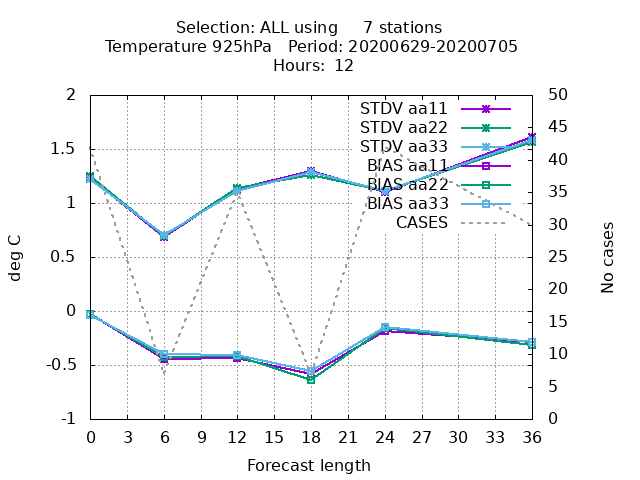 Selection: ALL using     7 stations
Temperature 925hPa   Period: 20200629-20200705
Hours: 12
deg C
2
1.5
1
0.5
0
-0.5
-1
STDV aa11
STDV aa22
STDV aa33
BIAS aa11
BIAS aa22
BIAS aa33
CASES
50
45
40
35
30
25
20
15
10
5
0
No cases
0 3 6 9 12 15 18 21 24 27 30 33 36
Forecast length